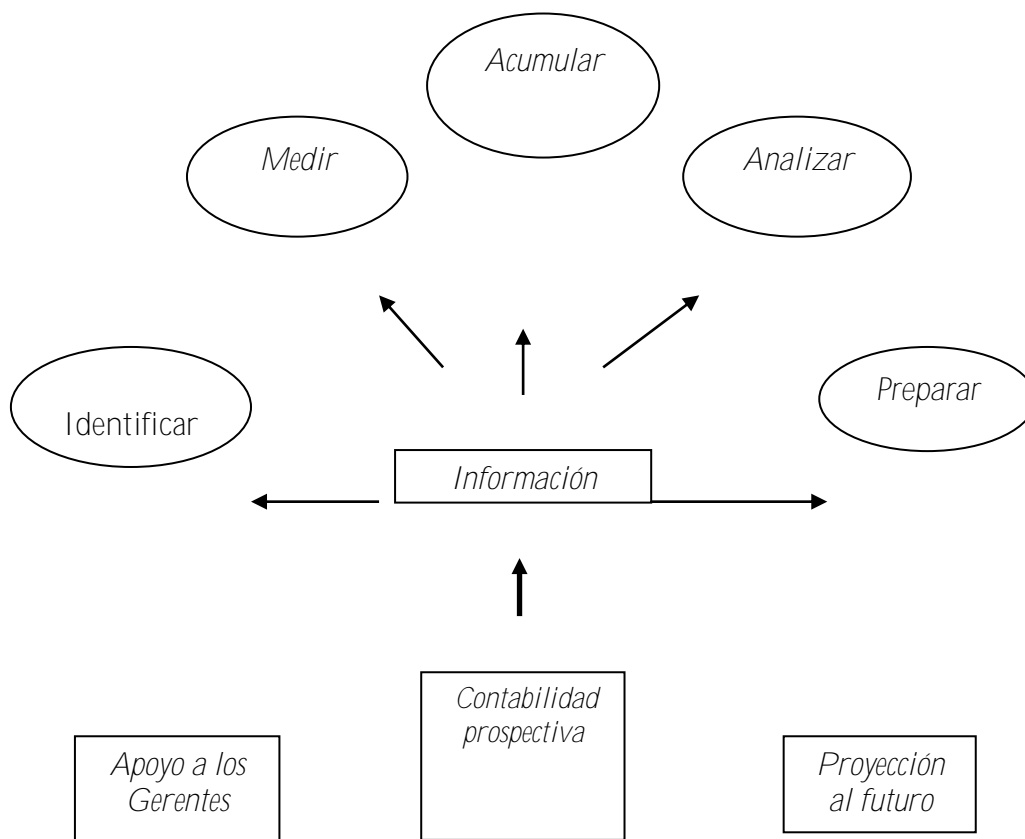 Acumular
Medir
Analizar
Identificar
Preparar
Información
Contabilidad
prospectiva
Apoyo a los
Gerentes
Proyección
al futuro